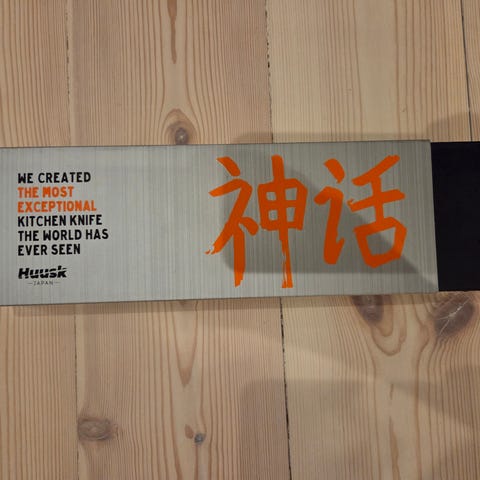 WE CREATED
THE MOST
EXCEPTIONAL
KITCHEN KNIFE
THE WORLD HAS
EVER SEEN
Huusk
—JAPAN—
神话